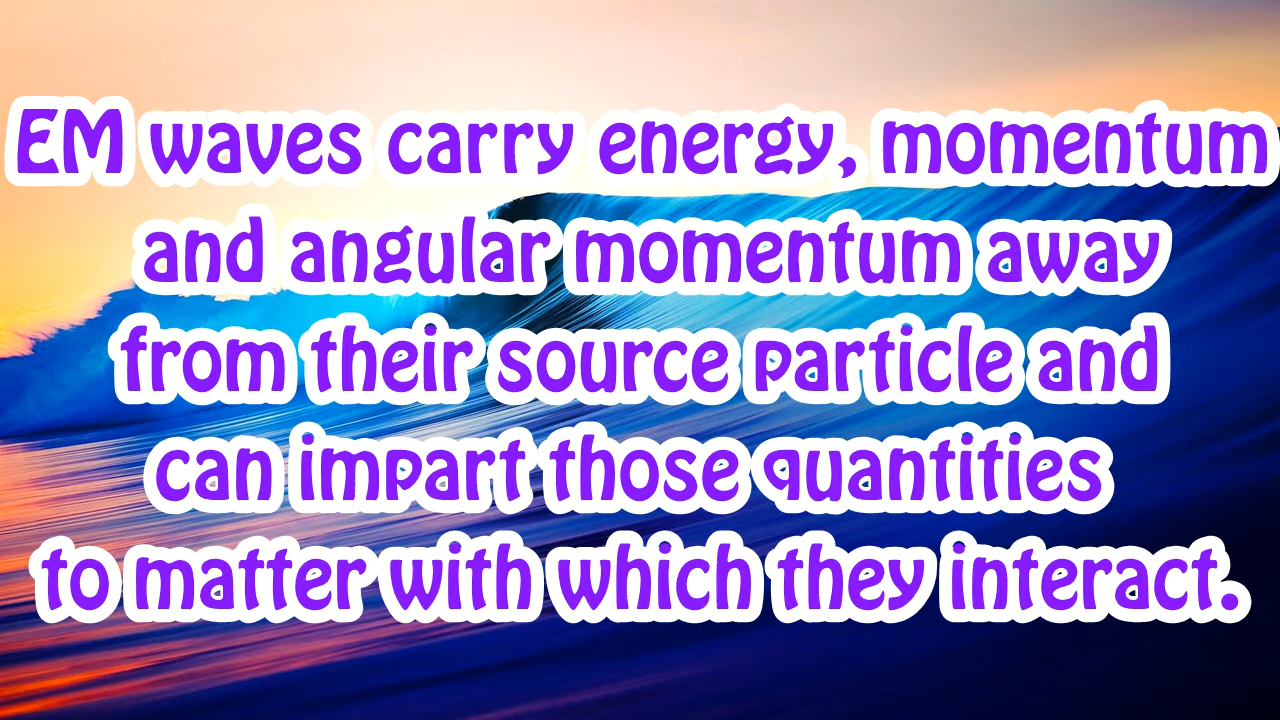 EM waves carry energy, momentum
and angular momentum away
from their source particle and
can impart those quantities
to matter with which they interact.